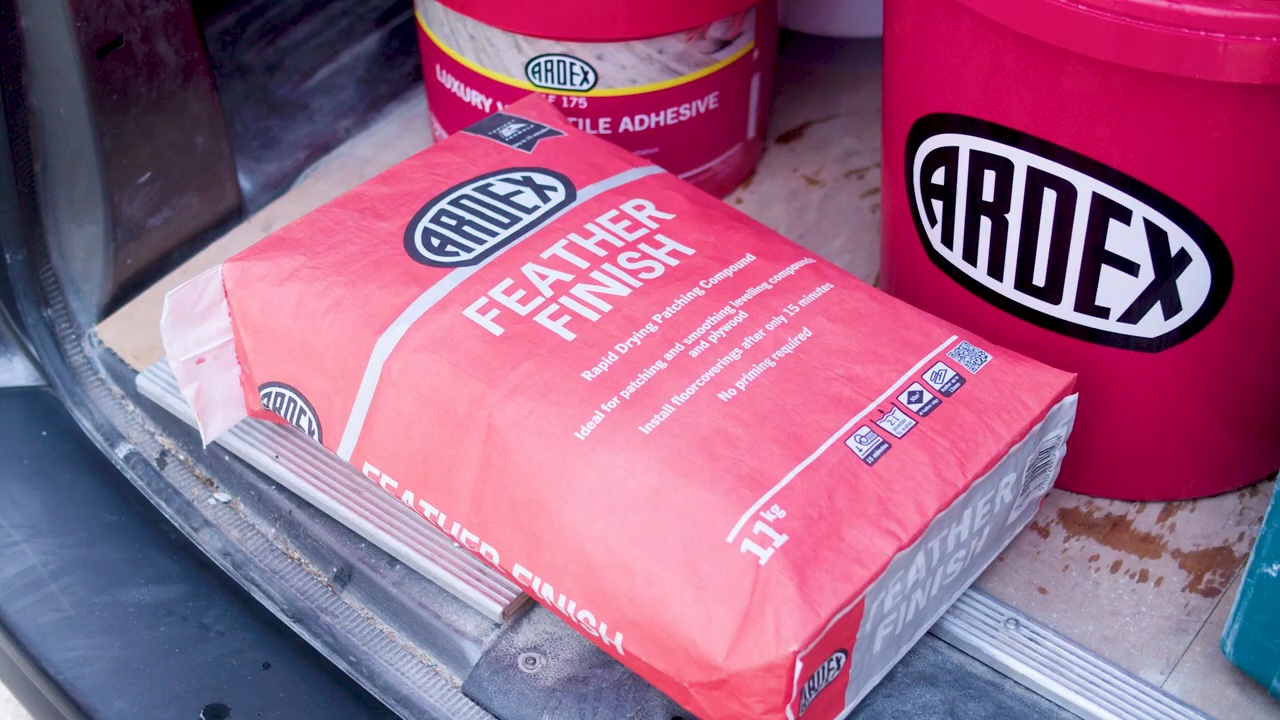 ARDEX
LUXURY
175
TILE ADHESIVE
ARDEX
ARDEX
FEATHER
FINISH
Rapid Drying Patching Compound
Ideal for patching and smoothing levelling compounds
and plywood
Install floorcoverings after only 15 minutes
No priming required
15 minutes
11kg
ARDEX
FEATHER FINISH
FEATHER
FINISH
ARDEX